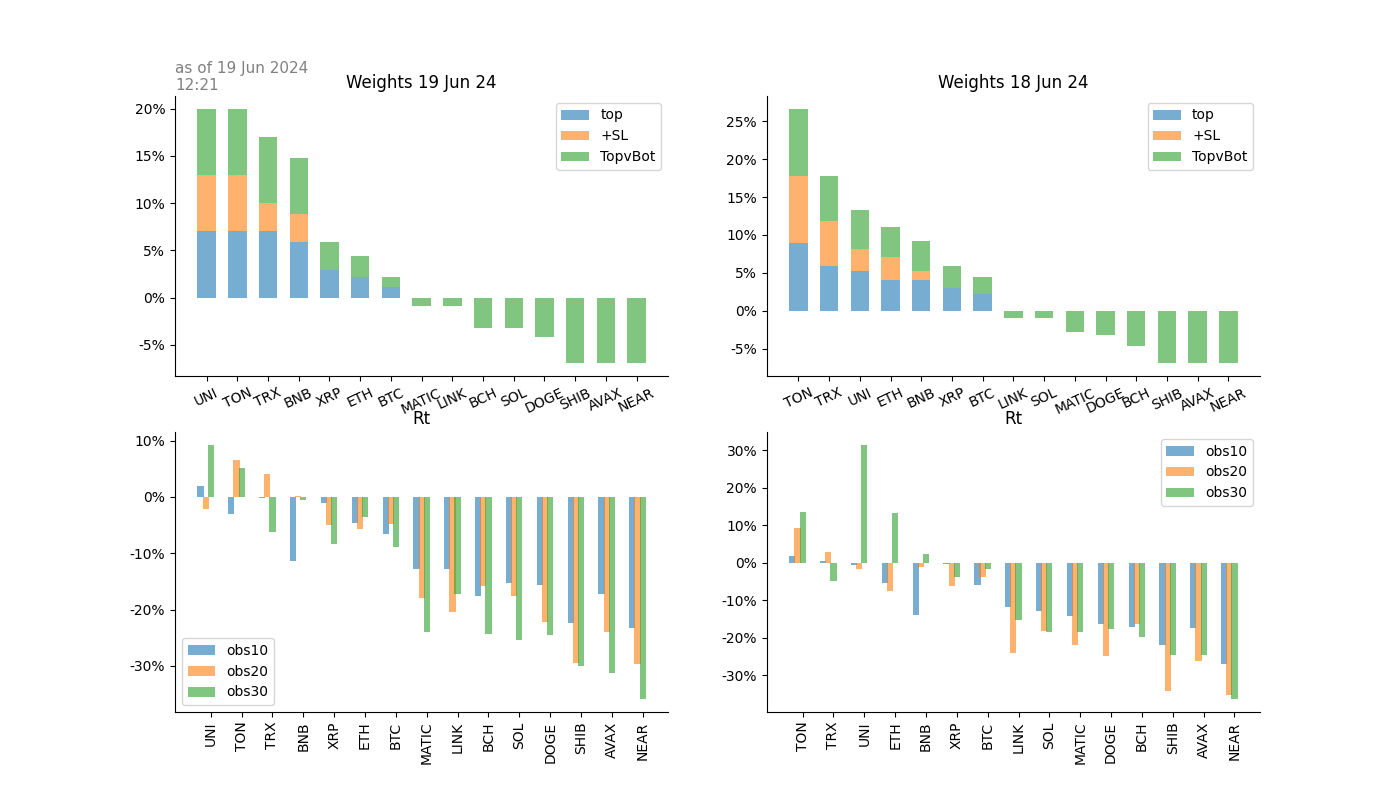 as of 19 Jun 2024
12:21
Weights 19 Jun 24
20%
15%
10%
5%
0%
-5%
top
+SL
TopvBot
UNI TON TRX BNB XRP ETH BTC MATIC LINK BCH SOL DOGE SHIB AVAX NEAR
Weights 18 Jun 24
25%
20%
15%
10%
5%
0%
-5%
top
+SL
TopvBot
TON TRX UNI ETH BNB XRP BTC LINK SOL MATIC DOGE BCH SHIB AVAX NEAR
Rt
10%
0%
-10%
-20%
-30%
obs10
obs20
obs30
UNI TON TRX BNB XRP ETH BTC MATIC LINK BCH SOL DOGE SHIB AVAX NEAR
Rt
30%
20%
10%
0%
-10%
-20%
-30%
obs10
obs20
obs30
TON TRX UNI ETH BNB XRP BTC LINK SOL MATIC DOGE BCH SHIB AVAX NEAR